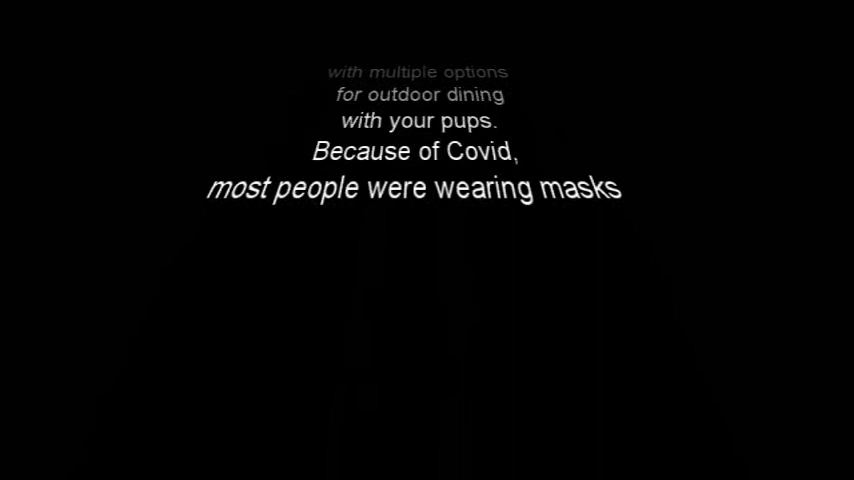 with multiple options
for outdoor dining
with your pups.
Because of Covid,
most people were wearing masks